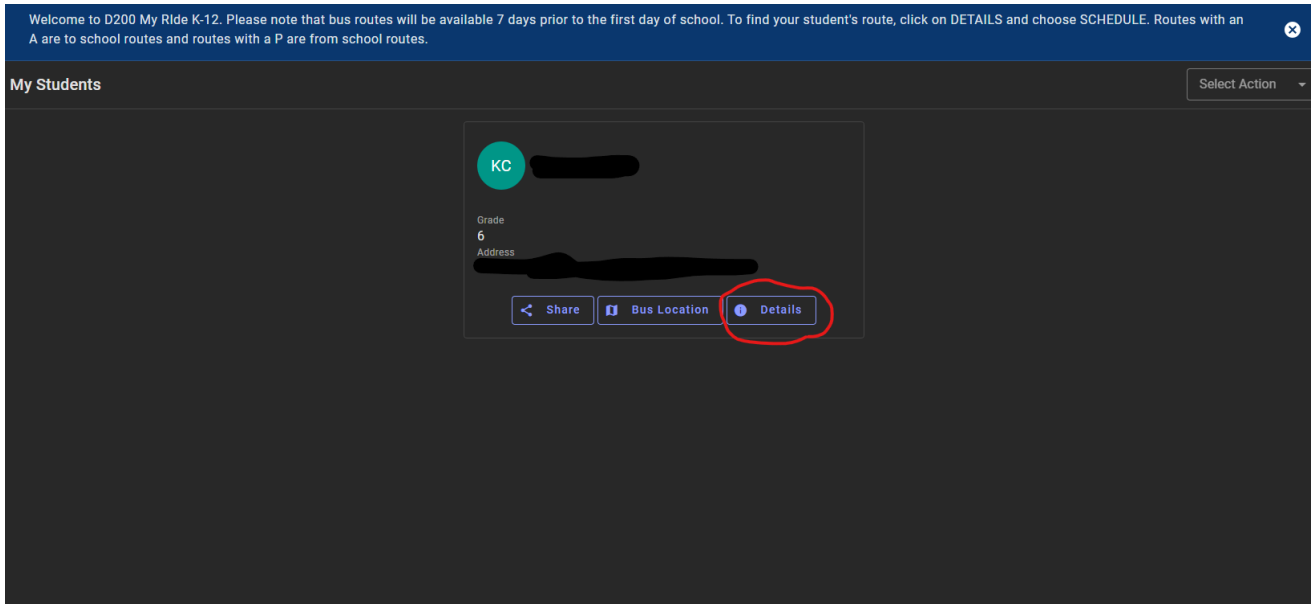 Welcome to D200 My RIde K-12. Please note that bus routes will be available 7 days prior to the first day of school. To find your student's route, click on DETAILS and choose SCHEDULE. Routes with an
A are to school routes and routes with a P are from school routes.
My Students
Select Action
KC
Grade
6
Address
Share
Bus Location
Details